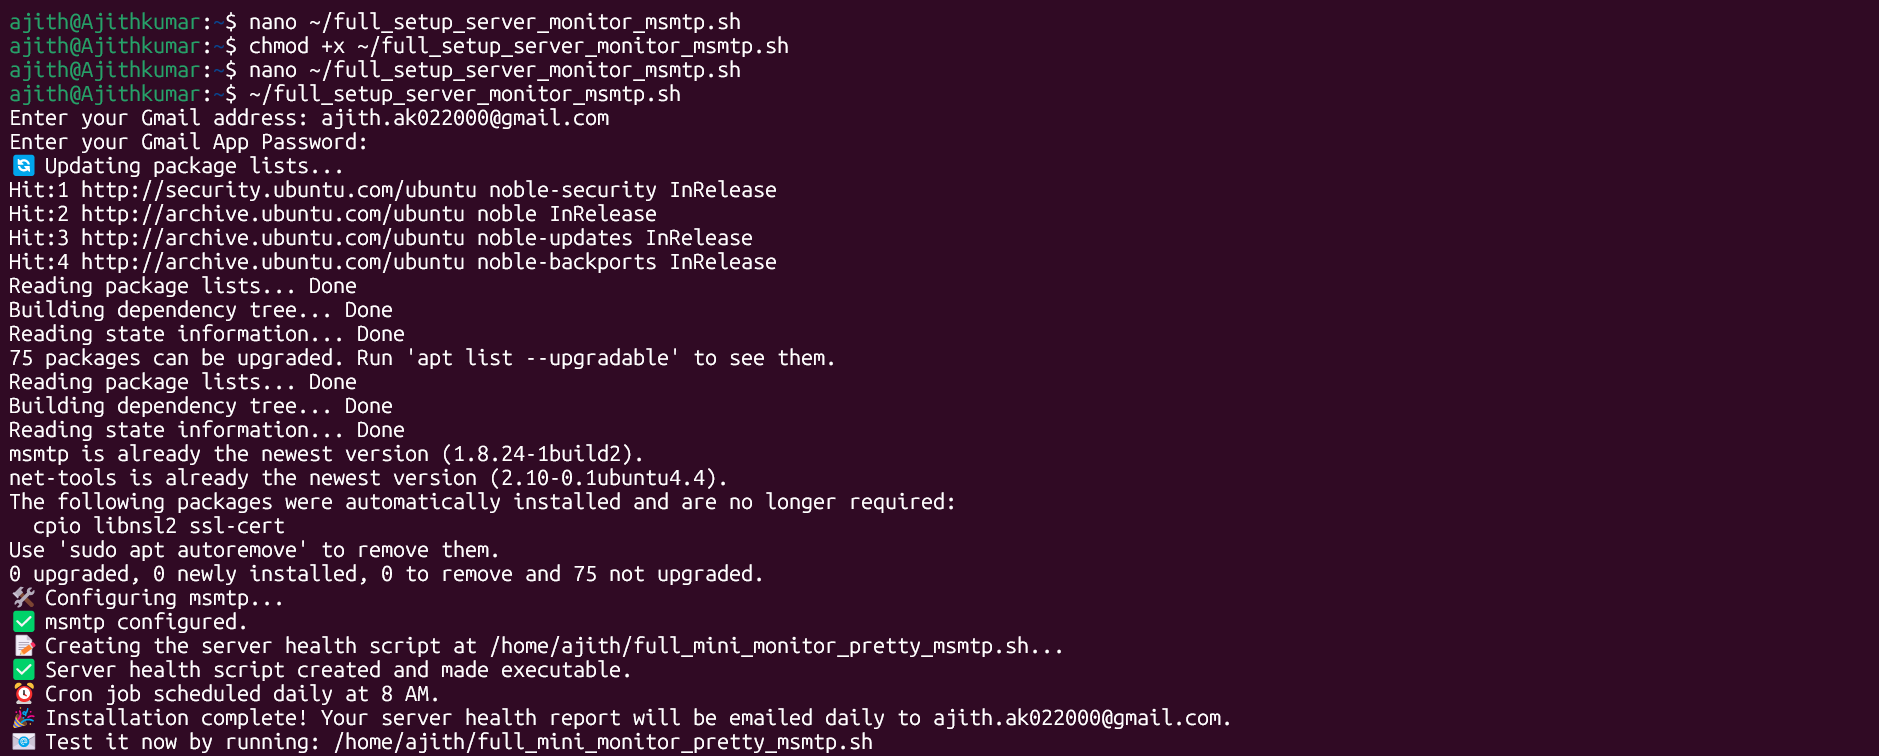 ajith@Ajithkumar:~$ nano ~/full_setup_server_monitor_msmtp.sh
ajith@Ajithkumar:~$ chmod +x ~/full_setup_server_monitor_msmtp.sh
ajith@Ajithkumar:~$ nano ~/full_setup_server_monitor_msmtp.sh
ajith@Ajithkumar:~$ ~/full_setup_server_monitor_msmtp.sh
Enter your Gmail address: ajith.ak022000@gmail.com
Enter your Gmail App Password:
🔄 Updating package lists...
Hit:1 http://security.ubuntu.com/ubuntu noble-security InRelease
Hit:2 http://archive.ubuntu.com/ubuntu noble InRelease
Hit:3 http://archive.ubuntu.com/ubuntu noble-updates InRelease
Hit:4 http://archive.ubuntu.com/ubuntu noble-backports InRelease
Reading package lists... Done
Building dependency tree... Done
Reading state information... Done
75 packages can be upgraded. Run 'apt list --upgradable' to see them.
Reading package lists... Done
Building dependency tree... Done
Reading state information... Done
msmtp is already the newest version (1.8.24-1build2).
net-tools is already the newest version (2.10-0.1ubuntu4.4).
The following packages were automatically installed and are no longer required:
  cpio libnsl2 ssl-cert
Use 'sudo apt autoremove' to remove them.
0 upgraded, 0 newly installed, 0 to remove and 75 not upgraded.
🛠️ Configuring msmtp...
✅ msmtp configured.
📝 Creating the server health script at /home/ajith/full_mini_monitor_pretty_msmtp.sh...
✅ Server health script created and made executable.
⏰ Cron job scheduled daily at 8 AM.
🎉 Installation complete! Your server health report will be emailed daily to ajith.ak022000@gmail.com.
📧 Test it now by running: /home/ajith/full_mini_monitor_pretty_msmtp.sh